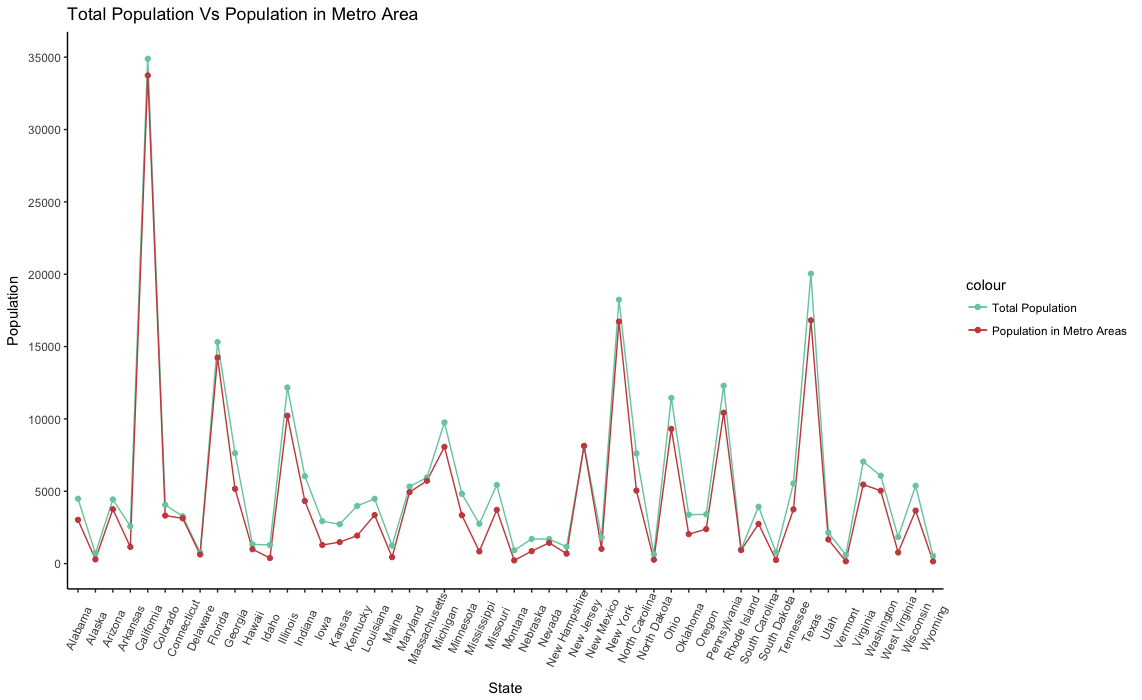 Total Population Vs Population in Metro Area
35000
30000
25000
20000
15000
10000
5000
0
Population
Alabama
Alaska
Arizona
Arkansas
California
Colorado
Connecticut
Delaware
Florida
Georgia
Hawaii
Idaho
Illinois
Indiana
Iowa
Kansas
Kentucky
Louisiana
Maine
Maryland
Massachusetts
Michigan
Minnesota
Mississippi
Missouri
Montana
Nebraska
Nevada
New Hampshire
New Jersey
New Mexico
New York
North Carolina
North Dakota
Ohio
Oklahoma
Oregon
Pennsylvania
Rhode Island
South Carolina
South Dakota
Tennessee
Texas
Utah
Vermont
Virginia
Washington
West Virginia
Wisconsin
Wyoming
State
colour
Total Population
Population in Metro Areas